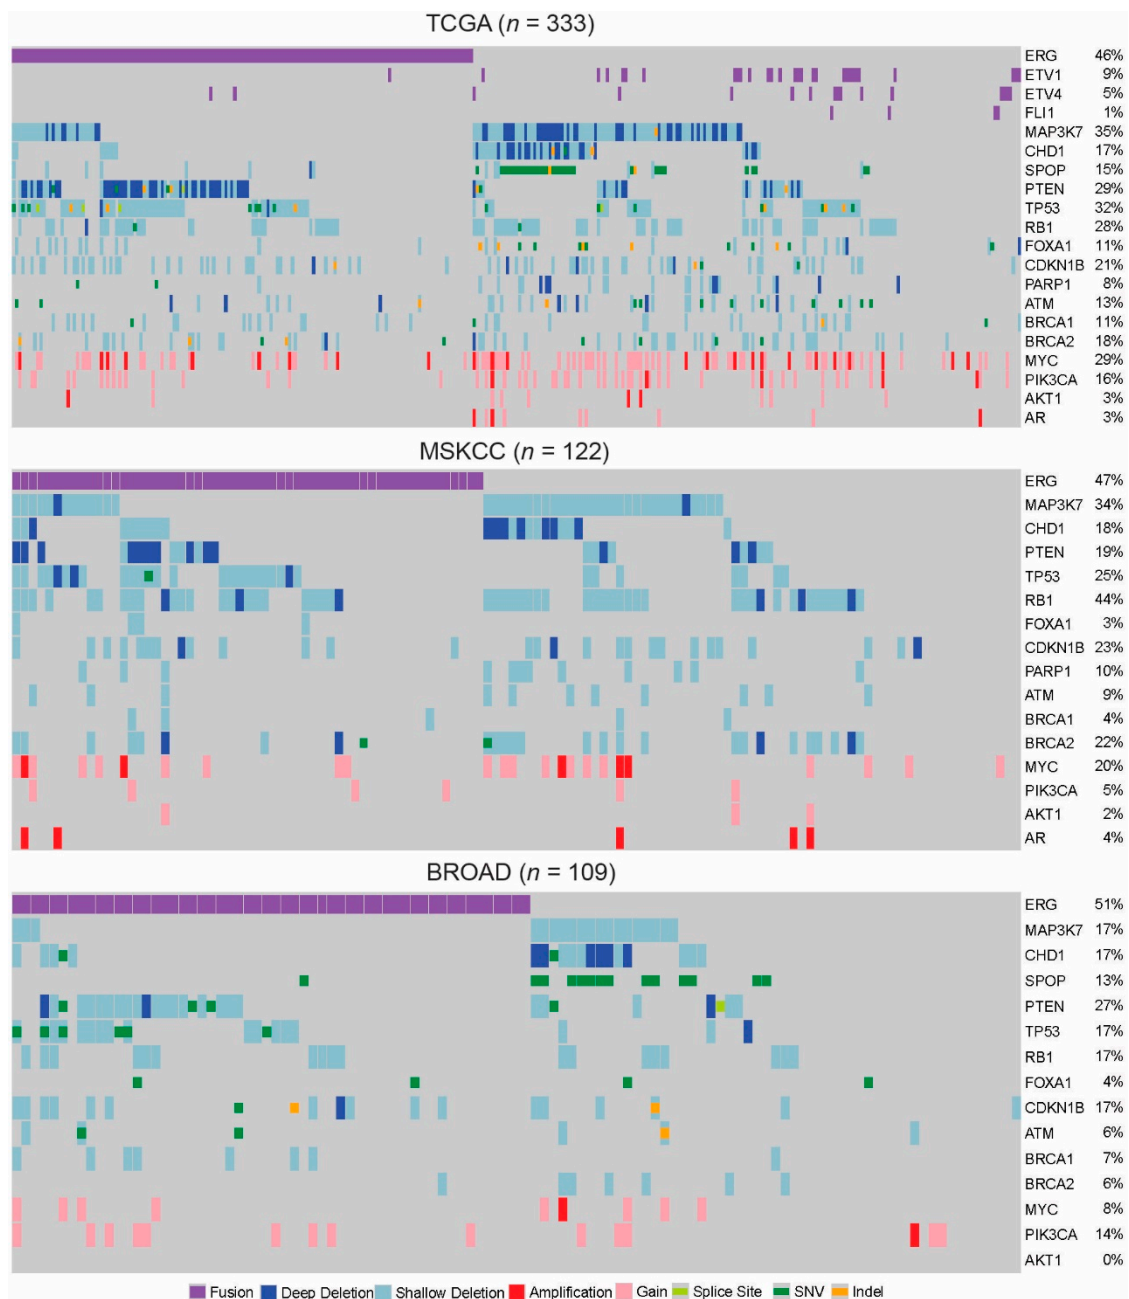 TCGA (n = 333)
ERG 46%
ETV1 9%
ETV4 5%
FLI1 1%
MAP3K7 35%
CHD1 17%
SPOP 15%
PTEN 29%
TP53 32%
RB1 28%
FOXA1 11%
CDKN1B 21%
PARP1 8%
ATM 13%
BRCA1 11%
BRCA2 18%
MYC 29%
PIK3CA 16%
AKT1 3%
AR 3%
MSKCC (n = 122)
ERG 47%
MAP3K7 34%
CHD1 18%
PTEN 19%
TP53 25%
RB1 44%
FOXA1 3%
CDKN1B 23%
PARP1 10%
ATM 9%
BRCA1 4%
BRCA2 22%
MYC 20%
PIK3CA 5%
AKT1 2%
AR 4%
BROAD (n = 109)
ERG 51%
MAP3K7 17%
CHD1 17%
SPOP 13%
PTEN 27%
TP53 17%
RB1 17%
FOXA1 4%
CDKN1B 17%
ATM 6%
BRCA1 7%
BRCA2 6%
MYC 8%
PIK3CA 14%
AKT1 0%
Fusion Deep Deletion Shallow Deletion Amplification Gain Splice Site SNV Indel